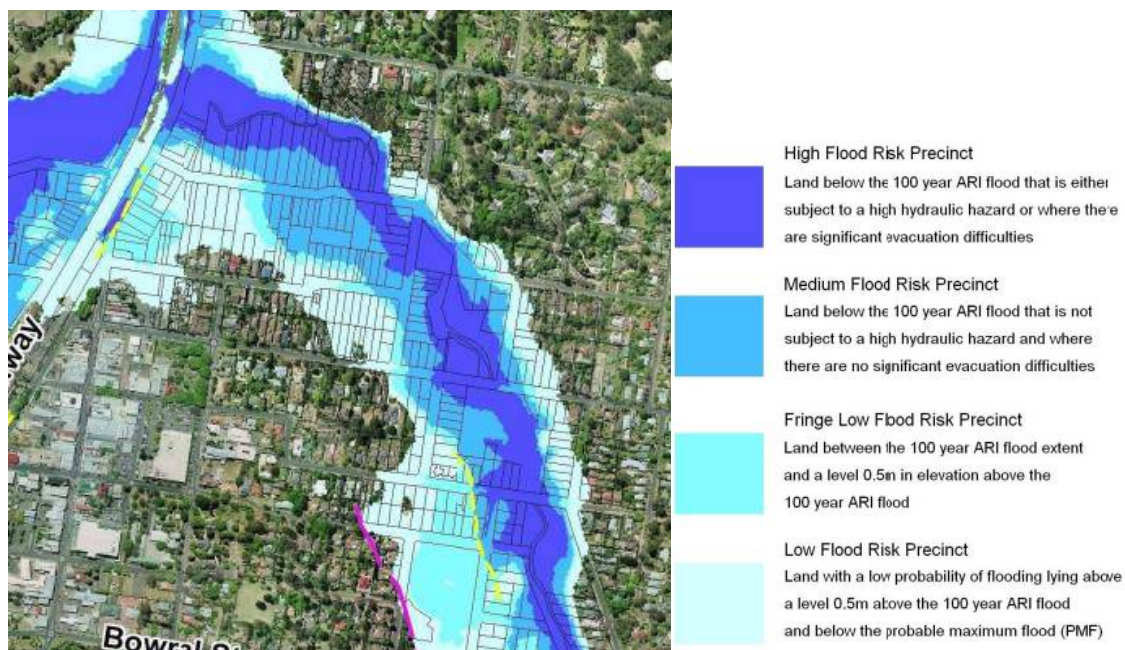 way
Bowral St
High Flood Risk Precinct
Land below the 100 year ARI flood that is either
subject to a high hydraulic hazard or where there
are significant evacuation difficulties
Medium Flood Risk Precinct
Land below the 100 year ARI flood that is not
subject to a high hydraulic hazard and where
there are no significant evacuation difficulties
Fringe Low Flood Risk Precinct
Land between the 100 year ARI flood extent
and a level 0.5m in elevation above the
100 year ARI flood
Low Flood Risk Precinct
Land with a low probability of flooding lying above
a level 0.5m above the 100 year ARI flood
and below the probable maximum flood (PMF)